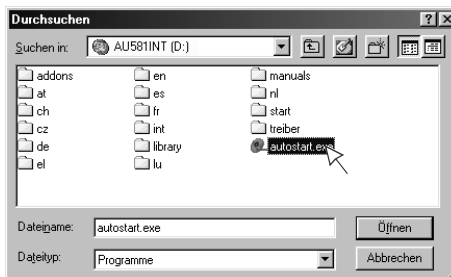 Durchsuchen
Suchen in: AU581INT (D:)
addons en manuals
at es nl
ch fr start
cz int treiber
de library autostart.exe
el lu
Dateiname: autostart.exe Öffnen
Dateityp: Programme Abbrechen